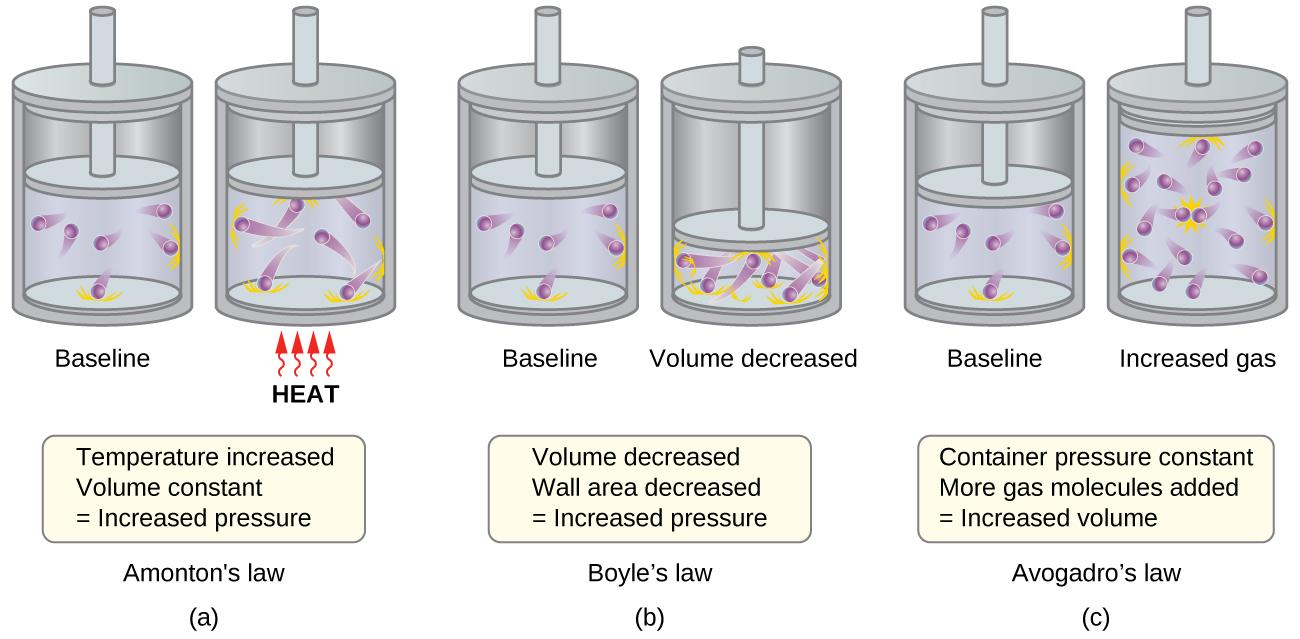 Baseline
HEAT
Temperature increased
Volume constant
= Increased pressure
Amonton's law
(a)
Baseline
Volume decreased
Volume decreased
Wall area decreased
= Increased pressure
Boyle’s law
(b)
Baseline
Increased gas
Container pressure constant
More gas molecules added
= Increased volume
Avogadro’s law
(c)